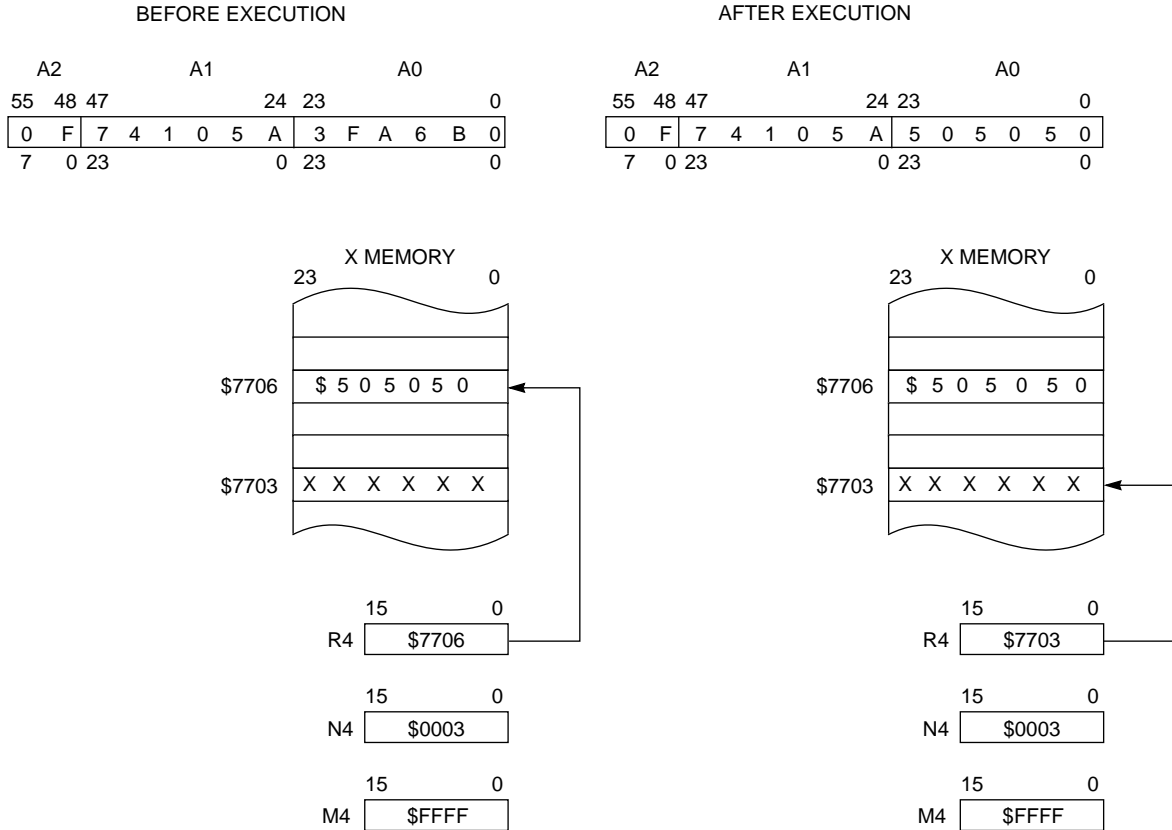 BEFORE EXECUTION
AFTER EXECUTION
A2 A1 A0
A2 A1 A0
55 48 47 24 23 0
55 48 47 24 23 0
0 F 7 4 1 0 5 A 3 F A 6 B 0
0 F 7 4 1 0 5 A 5 0 5 0 5 0
7 0 23 0 23 0
7 0 23 0 23 0
X MEMORY
X MEMORY
23 0
23 0
$7706 $ 5 0 5 0 5 0
$7706 $ 5 0 5 0 5 0
$7703 X X X X X X
$7703 X X X X X X
15 0
15 0
R4 $7706
R4 $7703
15 0
15 0
N4 $0003
N4 $0003
15 0
15 0
M4 $FFFF
M4 $FFFF